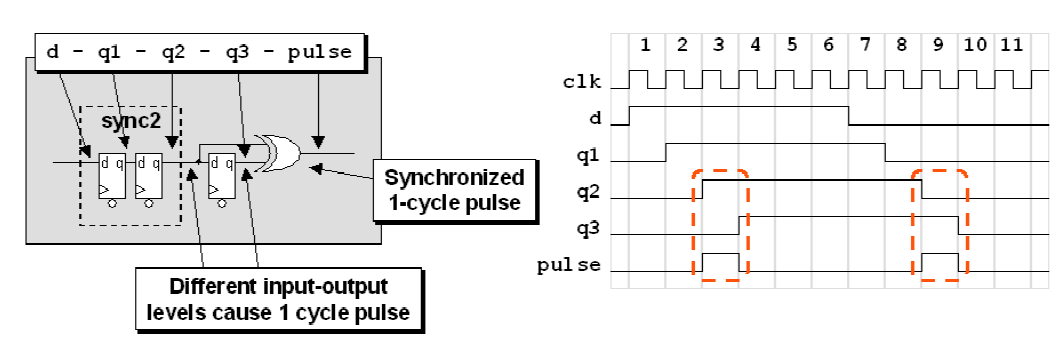 d - q1 - q2 - q3 - pulse
sync2
d q
d q
d q
Synchronized
1-cycle pulse
Different input-output
levels cause 1 cycle pulse
1 2 3 4 5 6 7 8 9 10 11
clk
d
q1
q2
q3
pulse